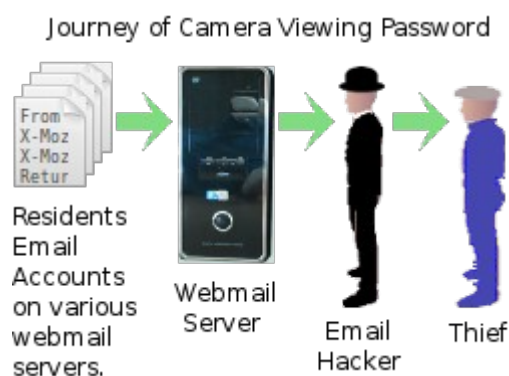 Journey of Camera Viewing Password
From
X-Moz
X-Moz
Retur
Residents
Email
Accounts
on various
webmail
servers.
Webmail
Server
Email
Hacker
Thief